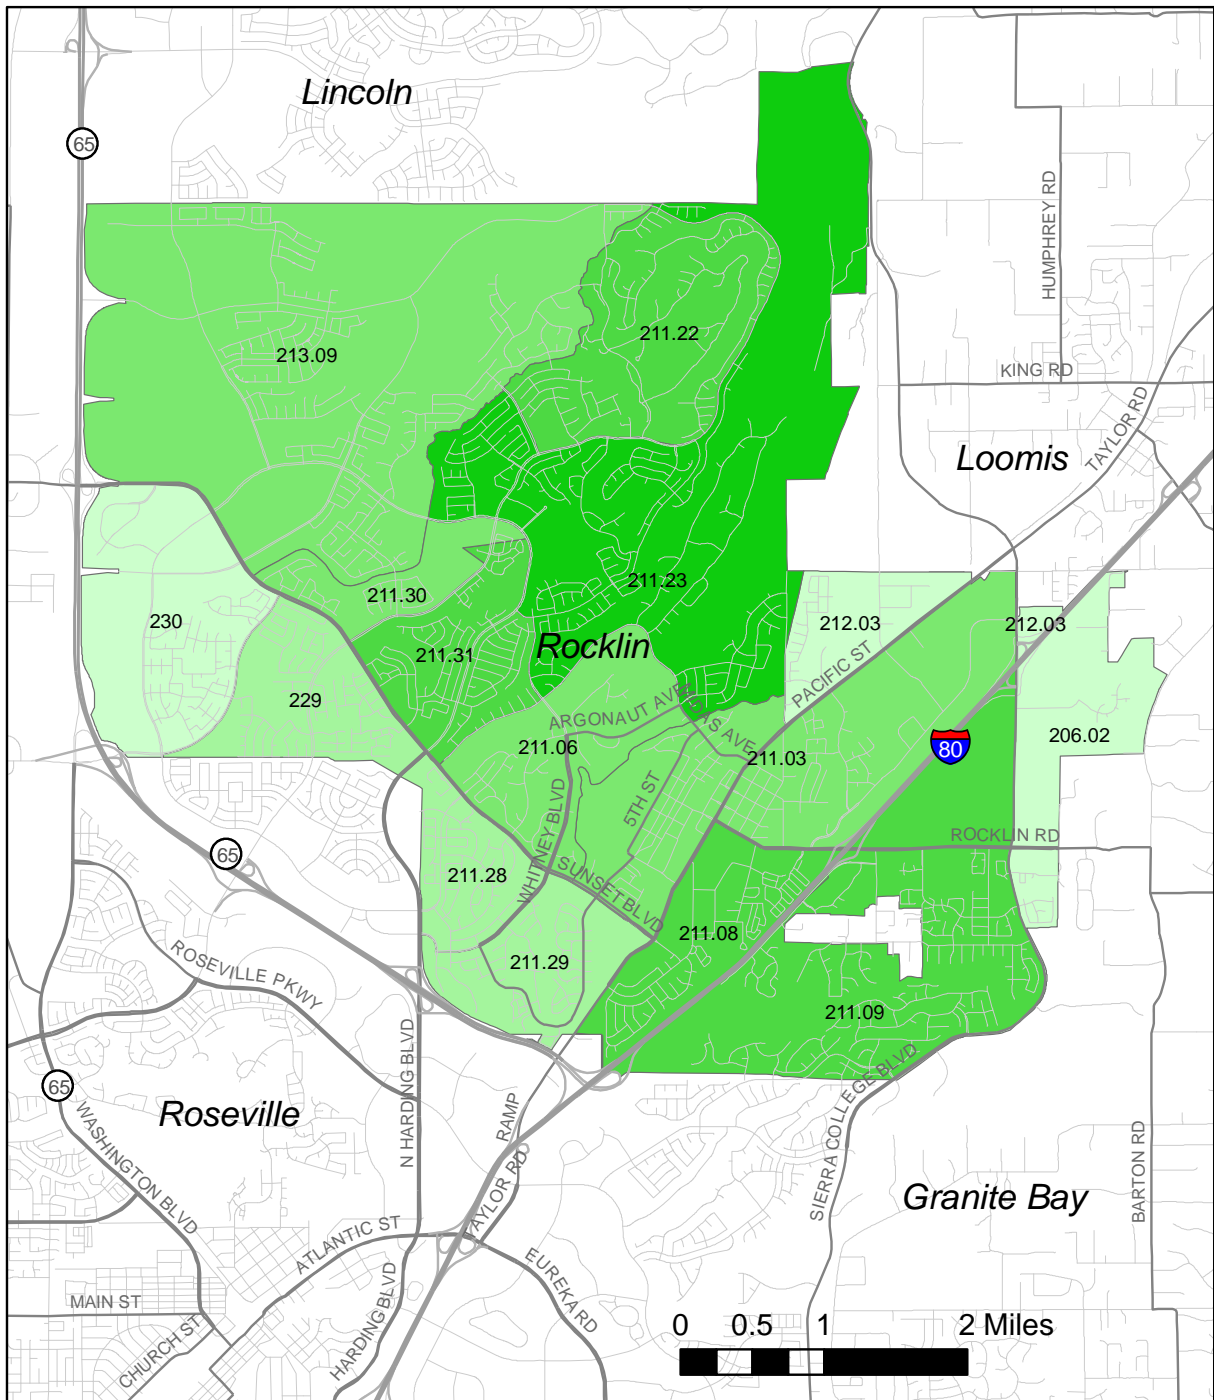 Lincoln
65
HUMPHREY RD
211.22
213.09
KING RD
TAYLOR RD
Loomis
211.23
211.30
230
212.03
212.03
Rocklin
211.31
PACIFIC ST
229
ARGONAUT AVE
MIDAS AVE
206.02
211.06
80
211.03
5TH ST
WHITNEY BLVD
ROCKLIN RD
65
211.28
SUNSET BLVD
211.08
211.29
ROSEVILLE PKWY
211.09
N HARDING BLVD
SIERRA COLLEGE BLVD
65
Roseville
RAMP
WASHINGTON BLVD
TAYLOR RD
BARTON RD
Granite Bay
ATLANTIC ST
EUREKA RD
MAIN ST
HARDING BLVD
CHURCH ST
0 0.5 1 2 Miles